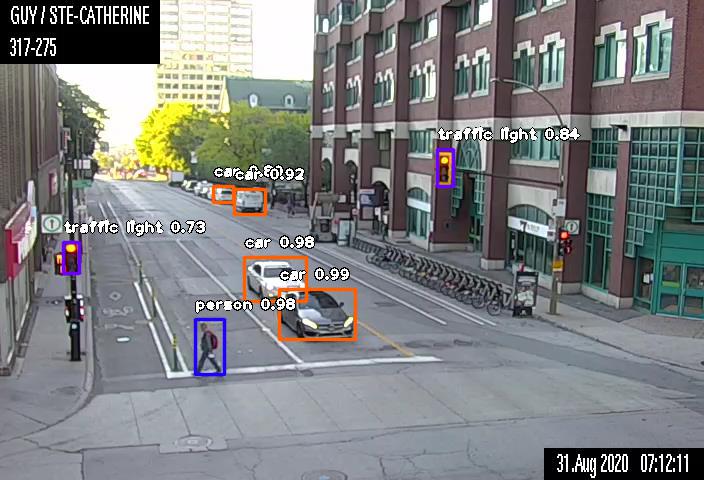 GUY / STE-CATHERINE
317-275
traffic light 0.84
car 0.92
traffic light 0.73
car 0.98
car 0.99
person 0.98
31.Aug 2020 07:12:11